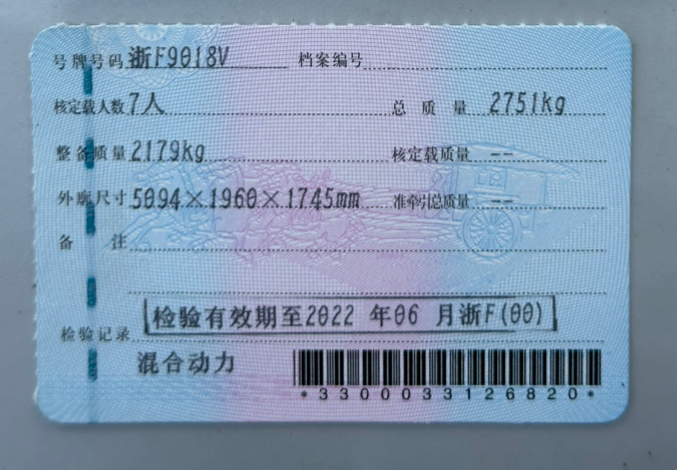 号牌号码 浙F9018V 档案编号
核定载人数 7人 总质量 2751kg
整备质量 2179kg 核定载质量 --
外廓尺寸 5094×1960×1745mm 准牵引总质量 --
备注
检验记录 检验有效期至2022 年06 月浙F(00)
混合动力
*3300033126820*